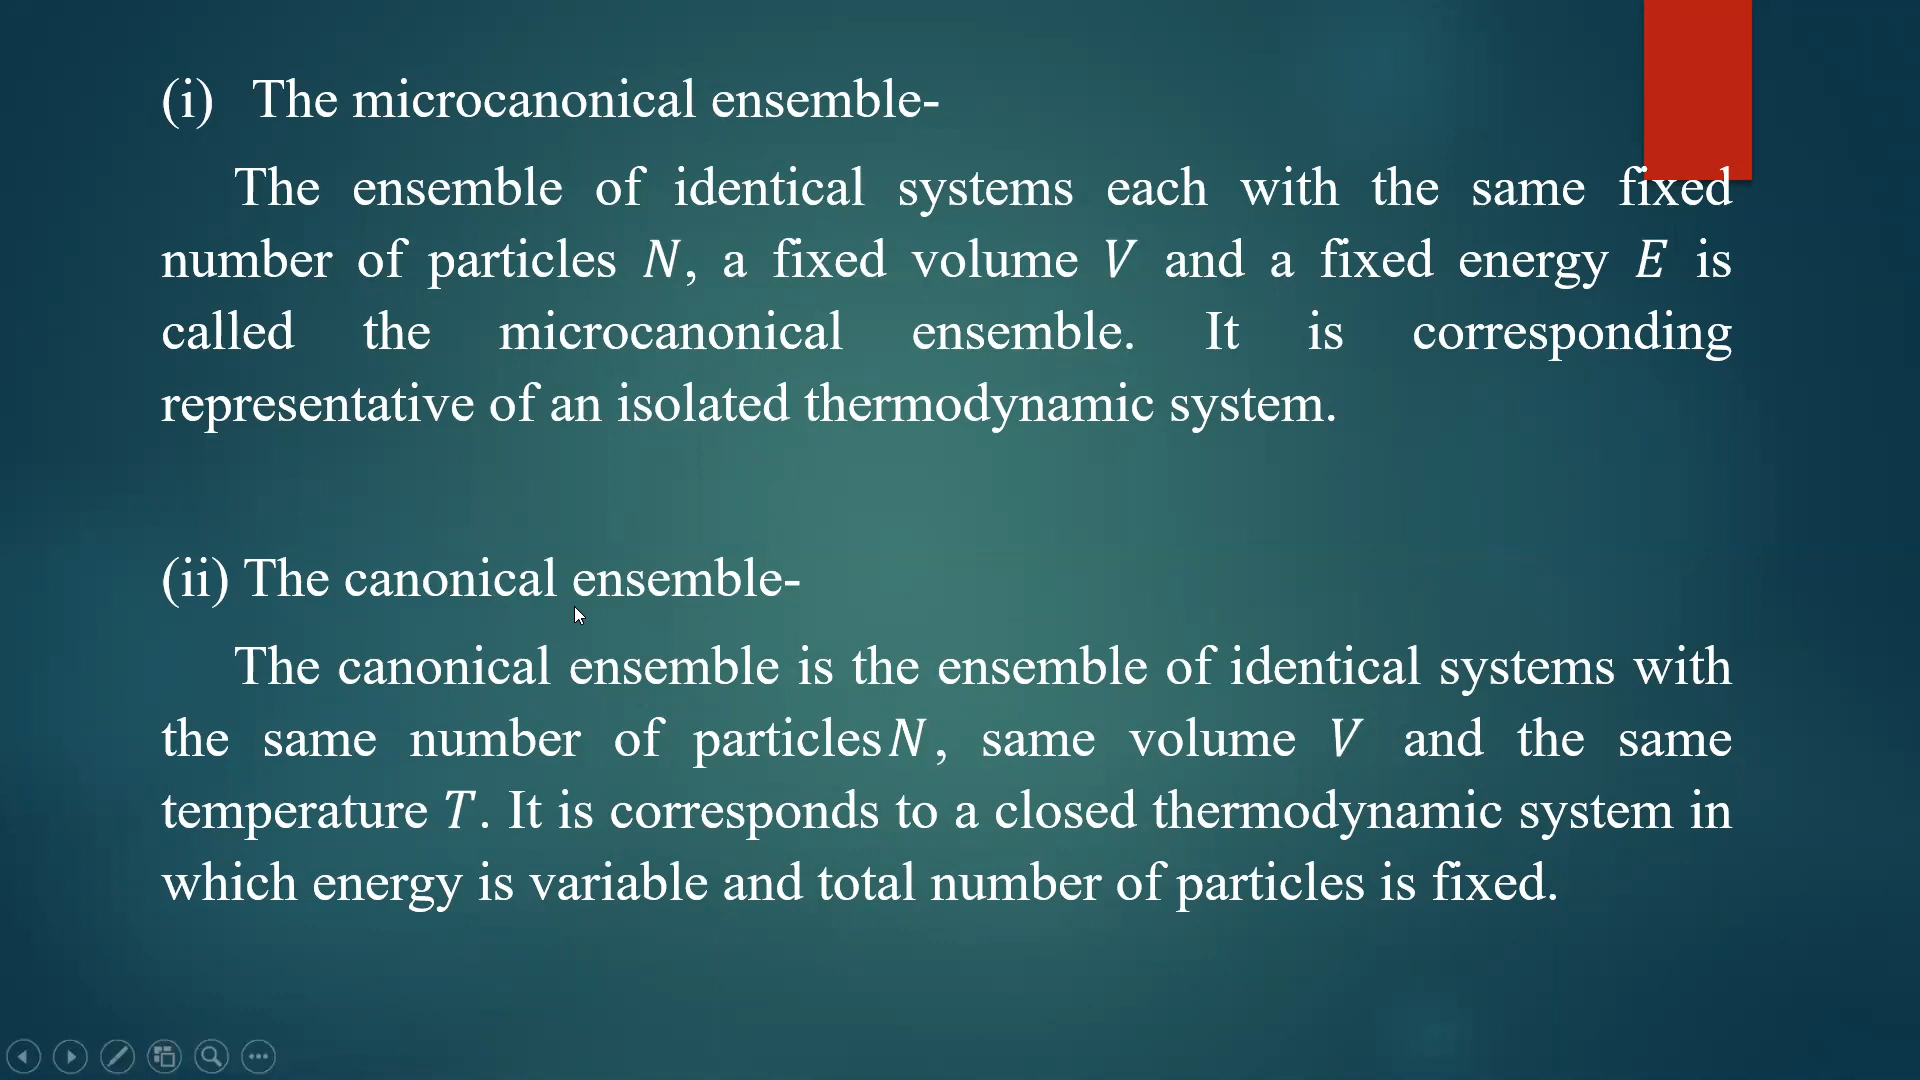 (i) The microcanonical ensemble-
The ensemble of identical systems each with the same fixed
number of particles N, a fixed volume V and a fixed energy E is
called the microcanonical ensemble. It is corresponding
representative of an isolated thermodynamic system.
(ii) The canonical ensemble-
The canonical ensemble is the ensemble of identical systems with
the same number of particles N, same volume V and the same
temperature T. It is corresponds to a closed thermodynamic system in
which energy is variable and total number of particles is fixed.